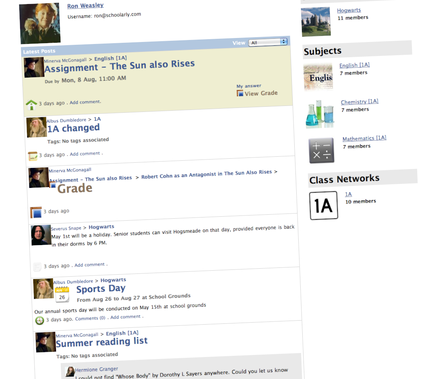 Ron Weasley
Username: ron@schoolarly.com
Latest Posts
View All
Minerva McGonagall > English [1A]
Assignment - The Sun also Rises
Due by Mon, 8 Aug, 11:00 AM
My answer
View Grade
3 days ago . Add comment.
Albus Dumbledore > 1A
1A changed
Tags: No tags associated
3 days ago . Add comment .
Minerva McGonagall >
Assignment - The Sun also Rises > Robert Cohn as an Antagonist in The Sun Also Rises >
Grade
3 days ago
Severus Snape > Hogwarts
May 1st will be a holiday. Senior students can visit Hogsmeade on that day, provided everyone is back
in their dorms by 6 PM.
3 days ago . Add comment .
Albus Dumbledore > Hogwarts
26
Sports Day
From Aug 26 to Aug 27 at School Grounds
Our annual sports day will be conducted on May 15th at school grounds
3 days ago. Comments (0) . Add comment .
Minerva McGonagall > English [1A]
Summer reading list
Tags: No tags associated
Hermione Granger
I could not find "Whose Body" by Dorothy L Sayers anywhere. Could you let us know
Hogwarts
11 members
Subjects
English
English [1A]
7 members
Chemistry [1A]
7 members
Mathematics [1A]
7 members
Class Networks
1A
1A
10 members